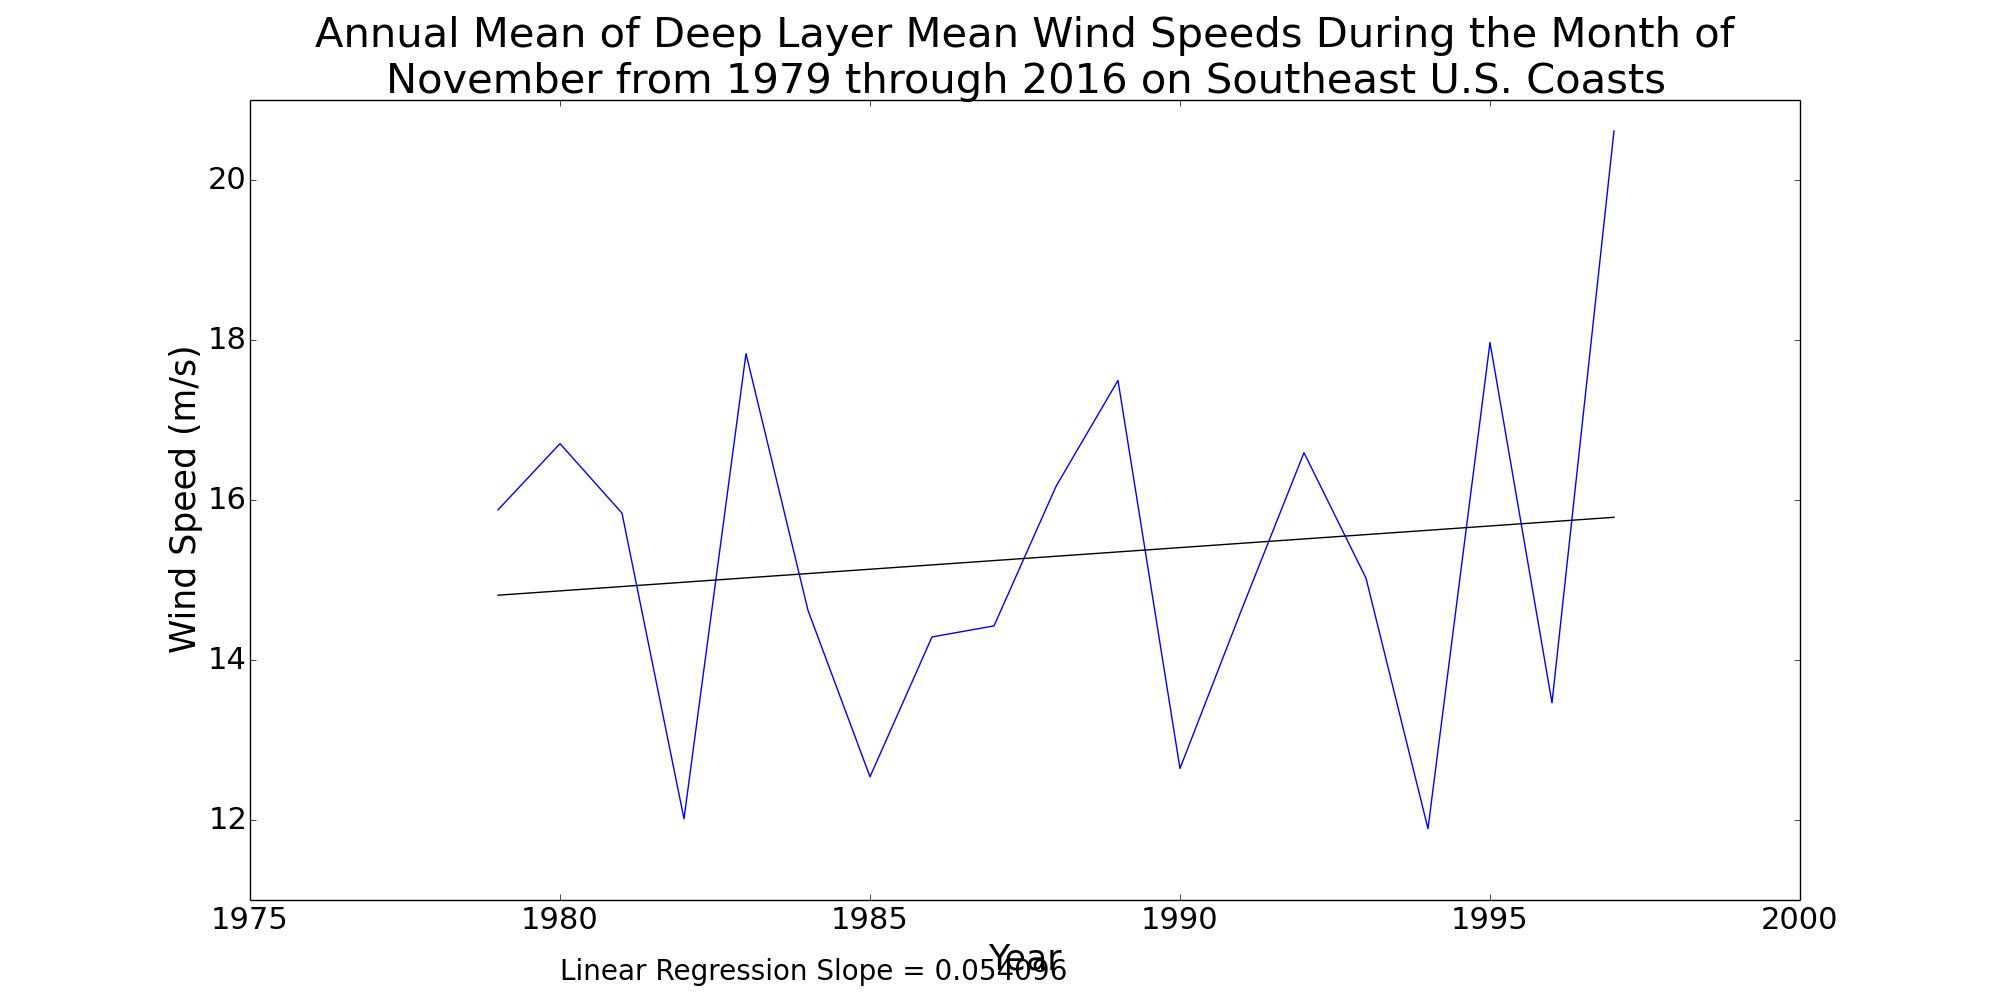 Annual Mean of Deep Layer Mean Wind Speeds During the Month of
November from 1979 through 2016 on Southeast U.S. Coasts
20
18
16
14
12
Wind Speed (m/s)
1975 1980 1985 1990 1995 2000
Year
Linear Regression Slope = 0.054096